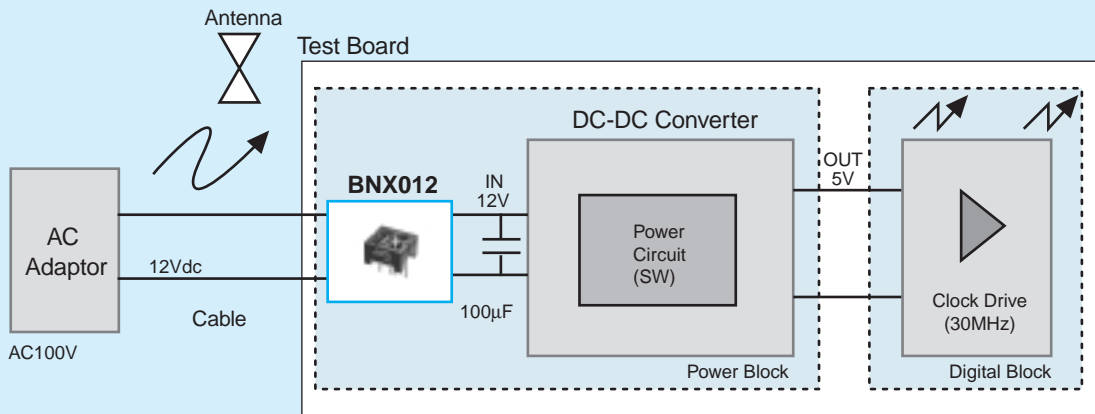 Antenna
Test Board
DC-DC Converter
OUT
5V
BNX012
IN
12V
AC
Adaptor
Power
Circuit
(SW)
12Vdc
Cable
100μF
Clock Drive
(30MHz)
AC100V
Power Block
Digital Block